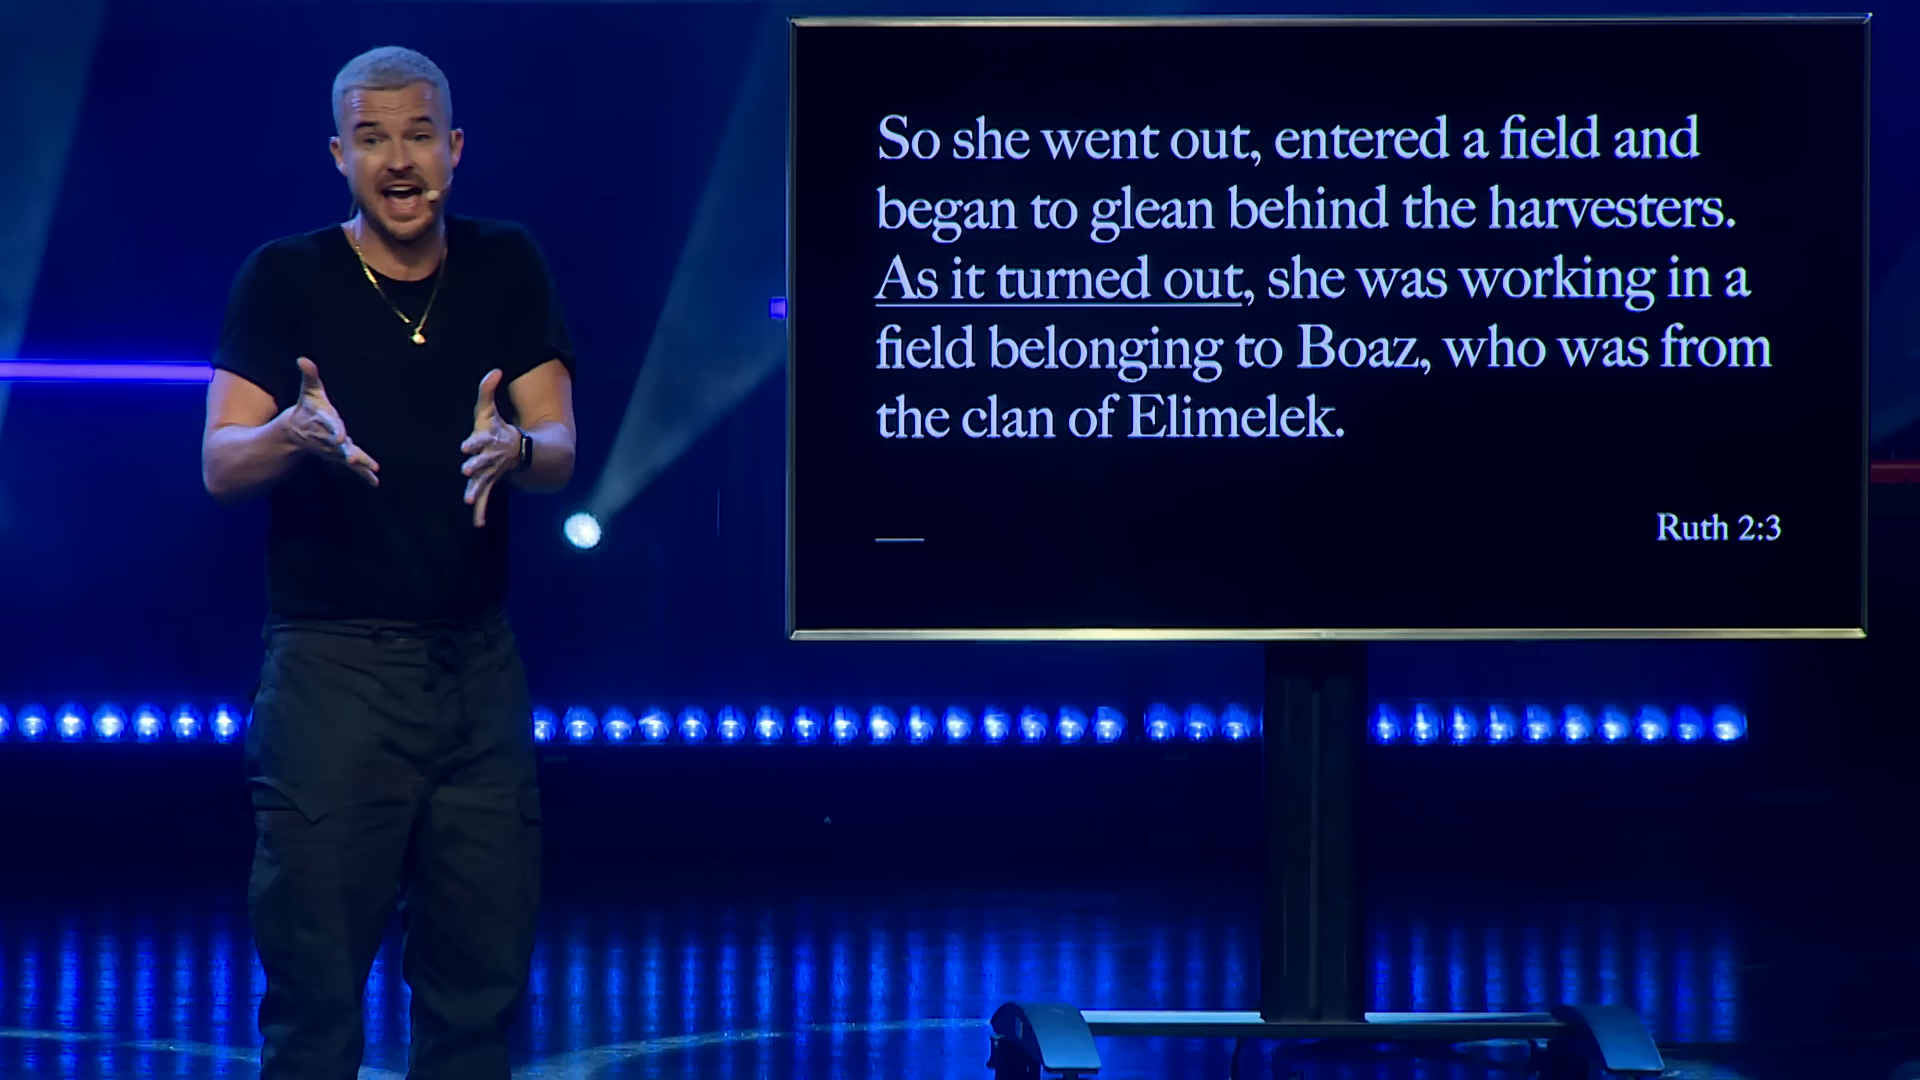 So she went out, entered a field and
began to glean behind the harvesters.
As it turned out, she was working in a
field belonging to Boaz, who was from
the clan of Elimelek.
Ruth 2:3